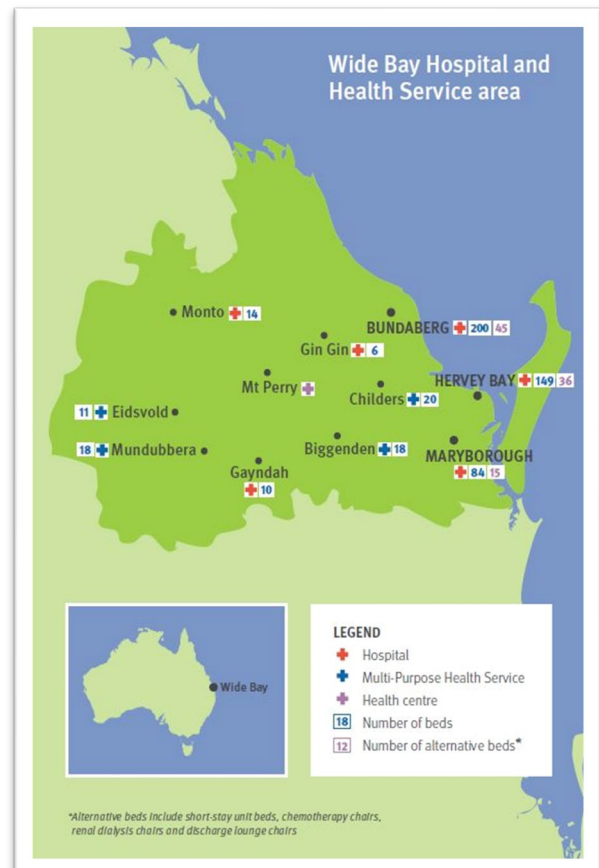 Wide Bay Hospital and
Health Service area
Monto 14
BUNDABERG 200 45
Gin Gin 6
Mt Perry
HERVEY BAY 149 36
Childers 20
11 Eidsvold
18 Mundubbera
Biggenden 18
MARYBOROUGH
84 15
Gayndah
10
Wide Bay
LEGEND
Hospital
Multi-Purpose Health Service
Health centre
18 Number of beds
12 Number of alternative beds*
*Alternative beds include short-stay unit beds, chemotherapy chairs,
renal dialysis chairs and discharge lounge chairs